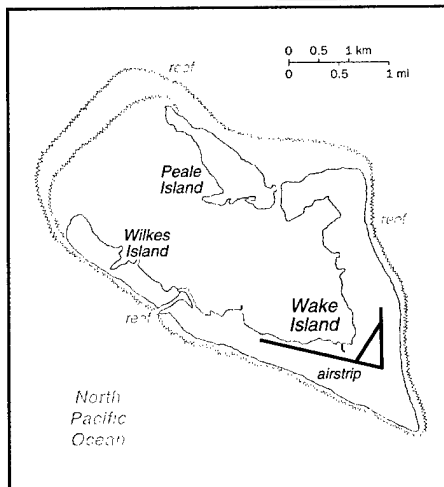 reef
0 0.5 1 km
0 0.5 1 mi
Peale
Island
reef
Wilkes
Island
Wake
Island
reef
airstrip
North
Pacific
Ocean